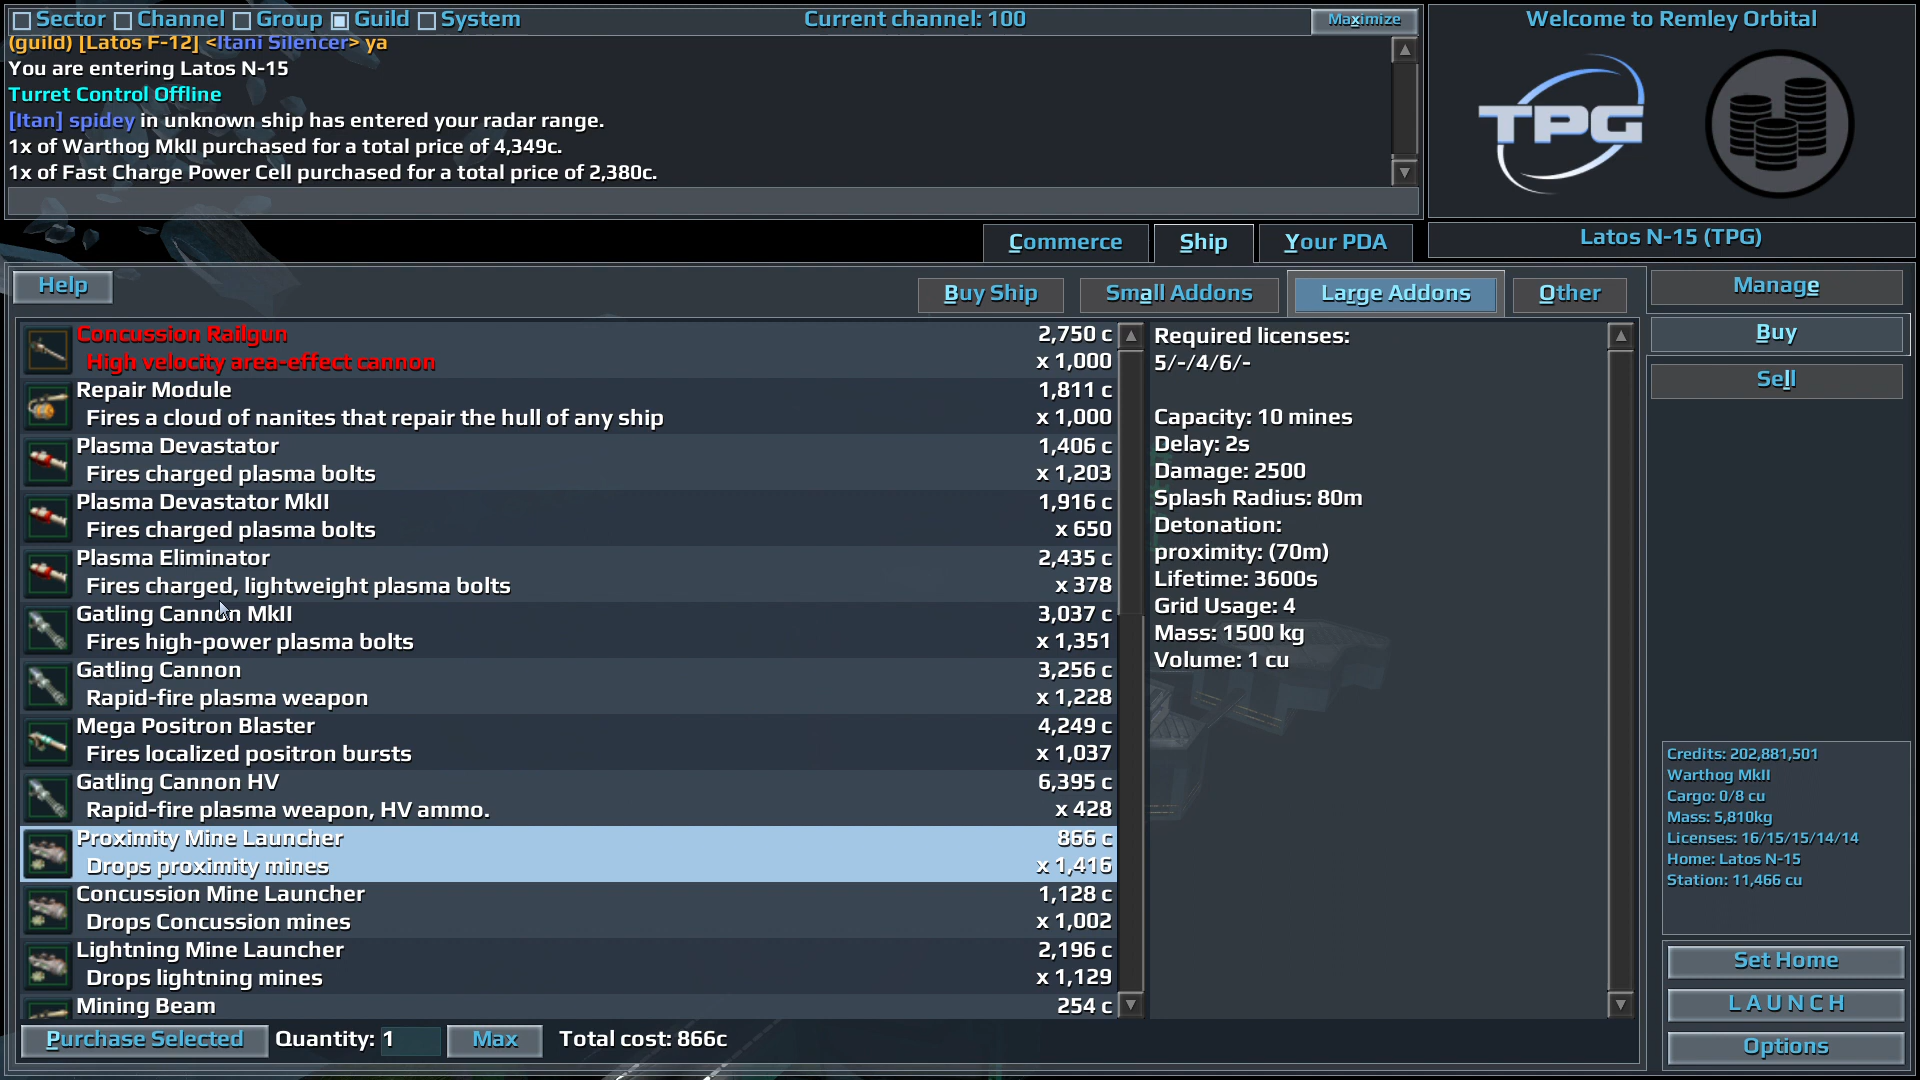 Sector Channel Group Guild System
Current channel: 100
Maximize
(guild) [Latos F-12] <Itani Silencer> ya
You are entering Latos N-15
Turret Control Offline
[Itan] spidey in unknown ship has entered your radar range.
1x of Warthog MkII purchased for a total price of 4,349c.
1x of Fast Charge Power Cell purchased for a total price of 2,380c.
Welcome to Remley Orbital
TPG
Latos N-15 (TPG)
Commerce Ship Your PDA
Help
Buy Ship Small Addons Large Addons Other
Concussion Railgun 2,750 c
High velocity area-effect cannon x 1,000
Repair Module 1,811 c
Fires a cloud of nanites that repair the hull of any ship x 1,000
Plasma Devastator 1,406 c
Fires charged plasma bolts x 1,203
Plasma Devastator MkII 1,916 c
Fires charged plasma bolts x 650
Plasma Eliminator 2,435 c
Fires charged, lightweight plasma bolts x 378
Gatling Cannon MkII 3,037 c
Fires high-power plasma bolts x 1,351
Gatling Cannon 3,256 c
Rapid-fire plasma weapon x 1,228
Mega Positron Blaster 4,249 c
Fires localized positron bursts x 1,037
Gatling Cannon HV 6,395 c
Rapid-fire plasma weapon, HV ammo. x 428
Proximity Mine Launcher 866 c
Drops proximity mines x 1,416
Concussion Mine Launcher 1,128 c
Drops Concussion mines x 1,002
Lightning Mine Launcher 2,196 c
Drops lightning mines x 1,129
Mining Beam 254 c
Purchase Selected Quantity: 1 Max Total cost: 866c
Required licenses:
5/-/4/6/-
Capacity: 10 mines
Delay: 2s
Damage: 2500
Splash Radius: 80m
Detonation:
proximity: (70m)
Lifetime: 3600s
Grid Usage: 4
Mass: 1500 kg
Volume: 1 cu
Manage
Buy
Sell
Credits: 202,881,501
Warthog MkII
Cargo: 0/8 cu
Mass: 5,810kg
Licenses: 16/15/15/14/14
Home: Latos N-15
Station: 11,466 cu
Set Home
LAUNCH
Options